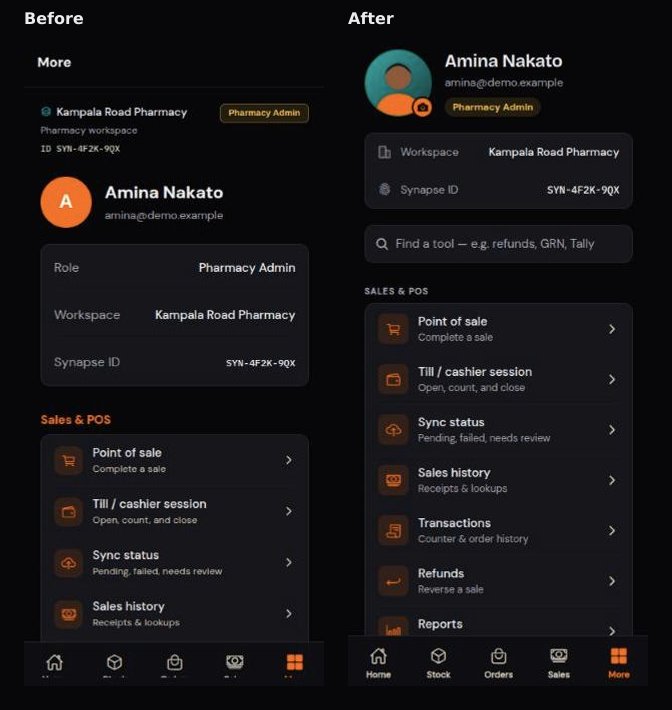 Before
More
Kampala Road Pharmacy
Pharmacy Admin
Pharmacy workspace
ID SYN-4F2K-9QX
A
Amina Nakato
amina@demo.example
Role
Pharmacy Admin
Workspace
Kampala Road Pharmacy
Synapse ID
SYN-4F2K-9QX
Sales & POS
Point of sale
Complete a sale
Till / cashier session
Open, count, and close
Sync status
Pending, failed, needs review
Sales history
Receipts & lookups
After
Amina Nakato
amina@demo.example
Pharmacy Admin
Workspace
Kampala Road Pharmacy
Synapse ID
SYN-4F2K-9QX
Find a tool — e.g. refunds, GRN, Tally
SALES & POS
Point of sale
Complete a sale
Till / cashier session
Open, count, and close
Sync status
Pending, failed, needs review
Sales history
Receipts & lookups
Transactions
Counter & order history
Refunds
Reverse a sale
Reports
Home
Stock
Orders
Sales
More